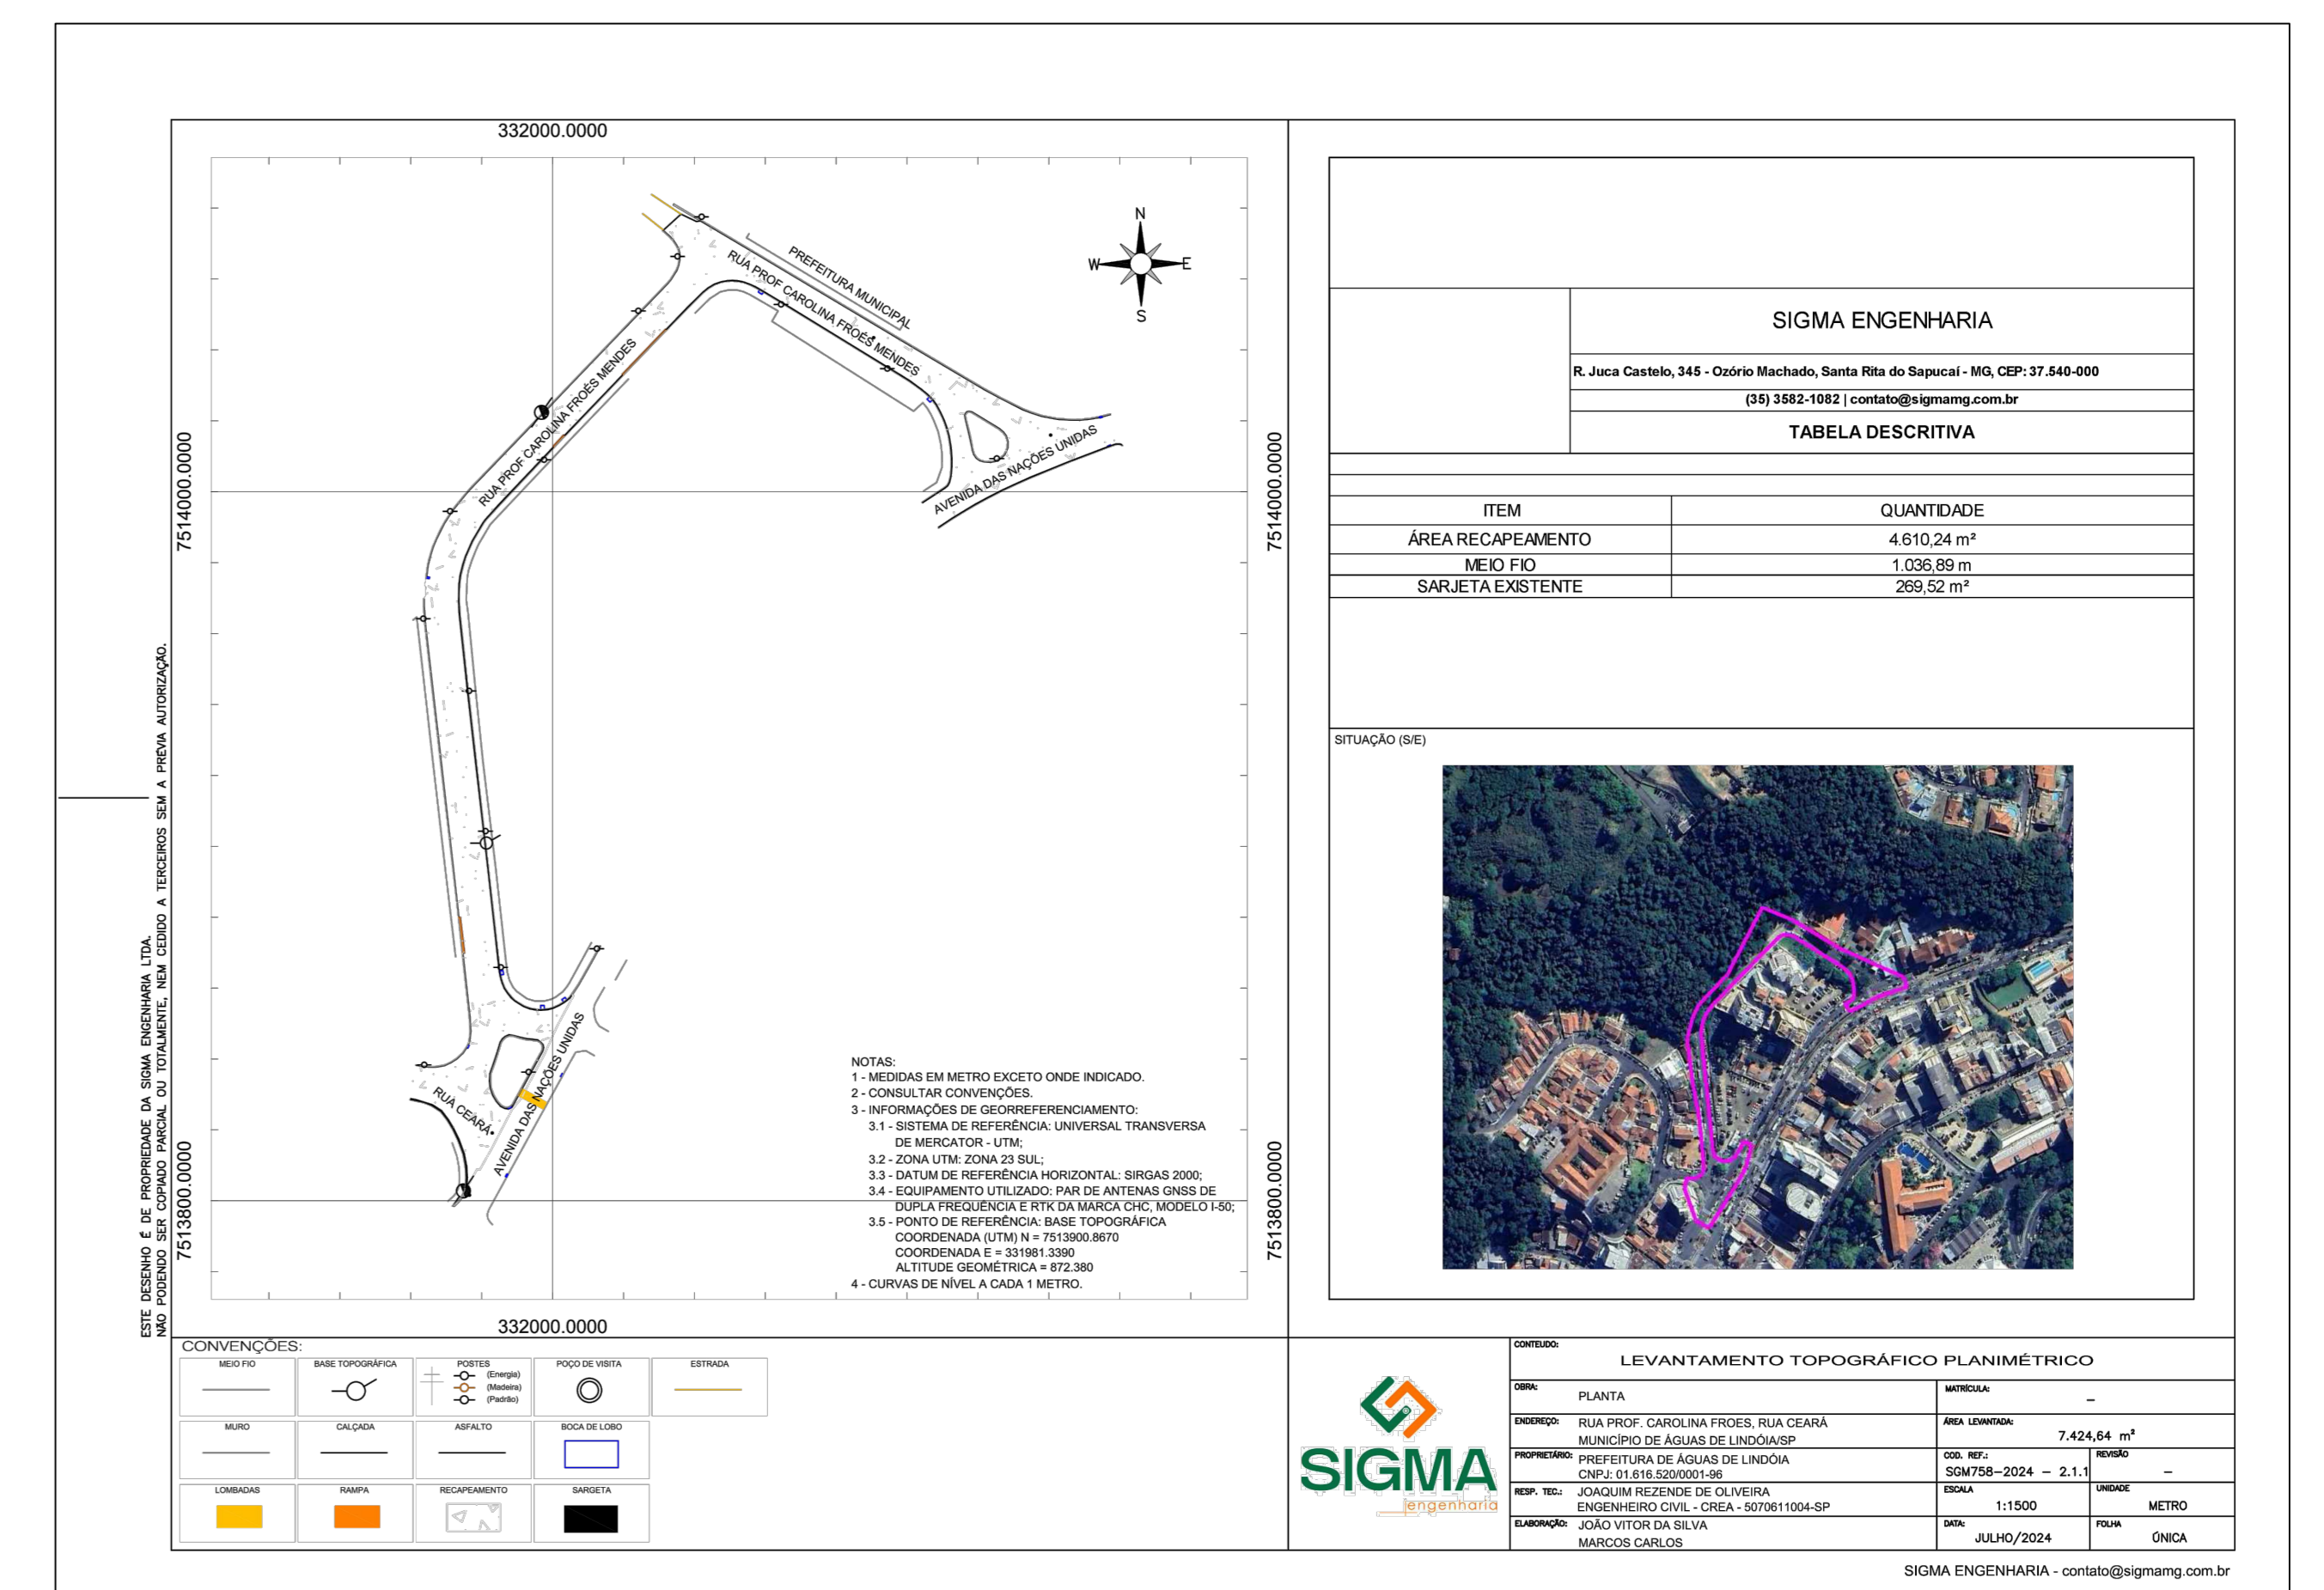 332000.0000
7514000.0000
7514000.0000
7513800.0000
7513800.0000
332000.0000
N
W
E
S
PREFEITURA MUNICIPAL
RUA PROF CAROLINA FROÉS MENDES
RUA PROF CAROLINA FROÉS MENDES
AVENIDA DAS NAÇÕES UNIDAS
AVENIDA DAS NAÇÕES UNIDAS
RUA CEARÁ
NOTAS:
1 - MEDIDAS EM METRO EXCETO ONDE INDICADO.
2 - CONSULTAR CONVENÇÕES.
3 - INFORMAÇÕES DE GEORREFERENCIAMENTO:
3.1 - SISTEMA DE REFERÊNCIA: UNIVERSAL TRANSVERSA
DE MERCATOR - UTM;
3.2 - ZONA UTM: ZONA 23 SUL;
3.3 - DATUM DE REFERÊNCIA HORIZONTAL: SIRGAS 2000;
3.4 - EQUIPAMENTO UTILIZADO: PAR DE ANTENAS GNSS DE
DUPLA FREQUÊNCIA E RTK DA MARCA CHC, MODELO I-50;
3.5 - PONTO DE REFERÊNCIA: BASE TOPOGRÁFICA
COORDENADA (UTM) N = 7513900.8670
COORDENADA E = 331981.3390
ALTITUDE GEOMÉTRICA = 872.380
4 - CURVAS DE NÍVEL A CADA 1 METRO.
ESTE DESENHO É DE PROPRIEDADE DA SIGMA ENGENHARIA LTDA.
NÃO PODENDO SER COPIADO PARCIAL OU TOTALMENTE, NEM CEDIDO A TERCEIROS SEM A PRÉVIA AUTORIZAÇÃO.
SIGMA ENGENHARIA
R. Juca Castelo, 345 - Ozório Machado, Santa Rita do Sapucaí - MG, CEP: 37.540-000
(35) 3582-1082 | contato@sigmamg.com.br
TABELA DESCRITIVA
ITEM QUANTIDADE
ÁREA RECAPEAMENTO 4.610,24 m²
MEIO FIO 1.036,89 m
SARJETA EXISTENTE 269,52 m²
SITUAÇÃO (S/E)
CONVENÇÕES:
MEIO FIO
BASE TOPOGRÁFICA
POSTES
(Energia)
(Madeira)
(Padrão)
POÇO DE VISITA
ESTRADA
MURO
CALÇADA
ASFALTO
BOCA DE LOBO
LOMBADAS
RAMPA
RECAPEAMENTO
SARGETA
SIGMA
engenharia
CONTEUDO:
LEVANTAMENTO TOPOGRÁFICO PLANIMÉTRICO
OBRA: PLANTA
MATRÍCULA: –
ENDEREÇO: RUA PROF. CAROLINA FROES, RUA CEARÁ
MUNICÍPIO DE ÁGUAS DE LINDÓIA/SP
ÁREA LEVANTADA:
7.424,64 m²
PROPRIETÁRIO: PREFEITURA DE ÁGUAS DE LINDÓIA
CNPJ: 01.616.520/0001-96
COD. REF.:
SGM758-2024 - 2.1.1
REVISÃO
–
RESP. TEC.: JOAQUIM REZENDE DE OLIVEIRA
ENGENHEIRO CIVIL - CREA - 5070611004-SP
ESCALA
1:1500
UNIDADE
METRO
ELABORAÇÃO: JOÃO VITOR DA SILVA
MARCOS CARLOS
DATA:
JULHO/2024
FOLHA
ÚNICA
SIGMA ENGENHARIA - contato@sigmamg.com.br